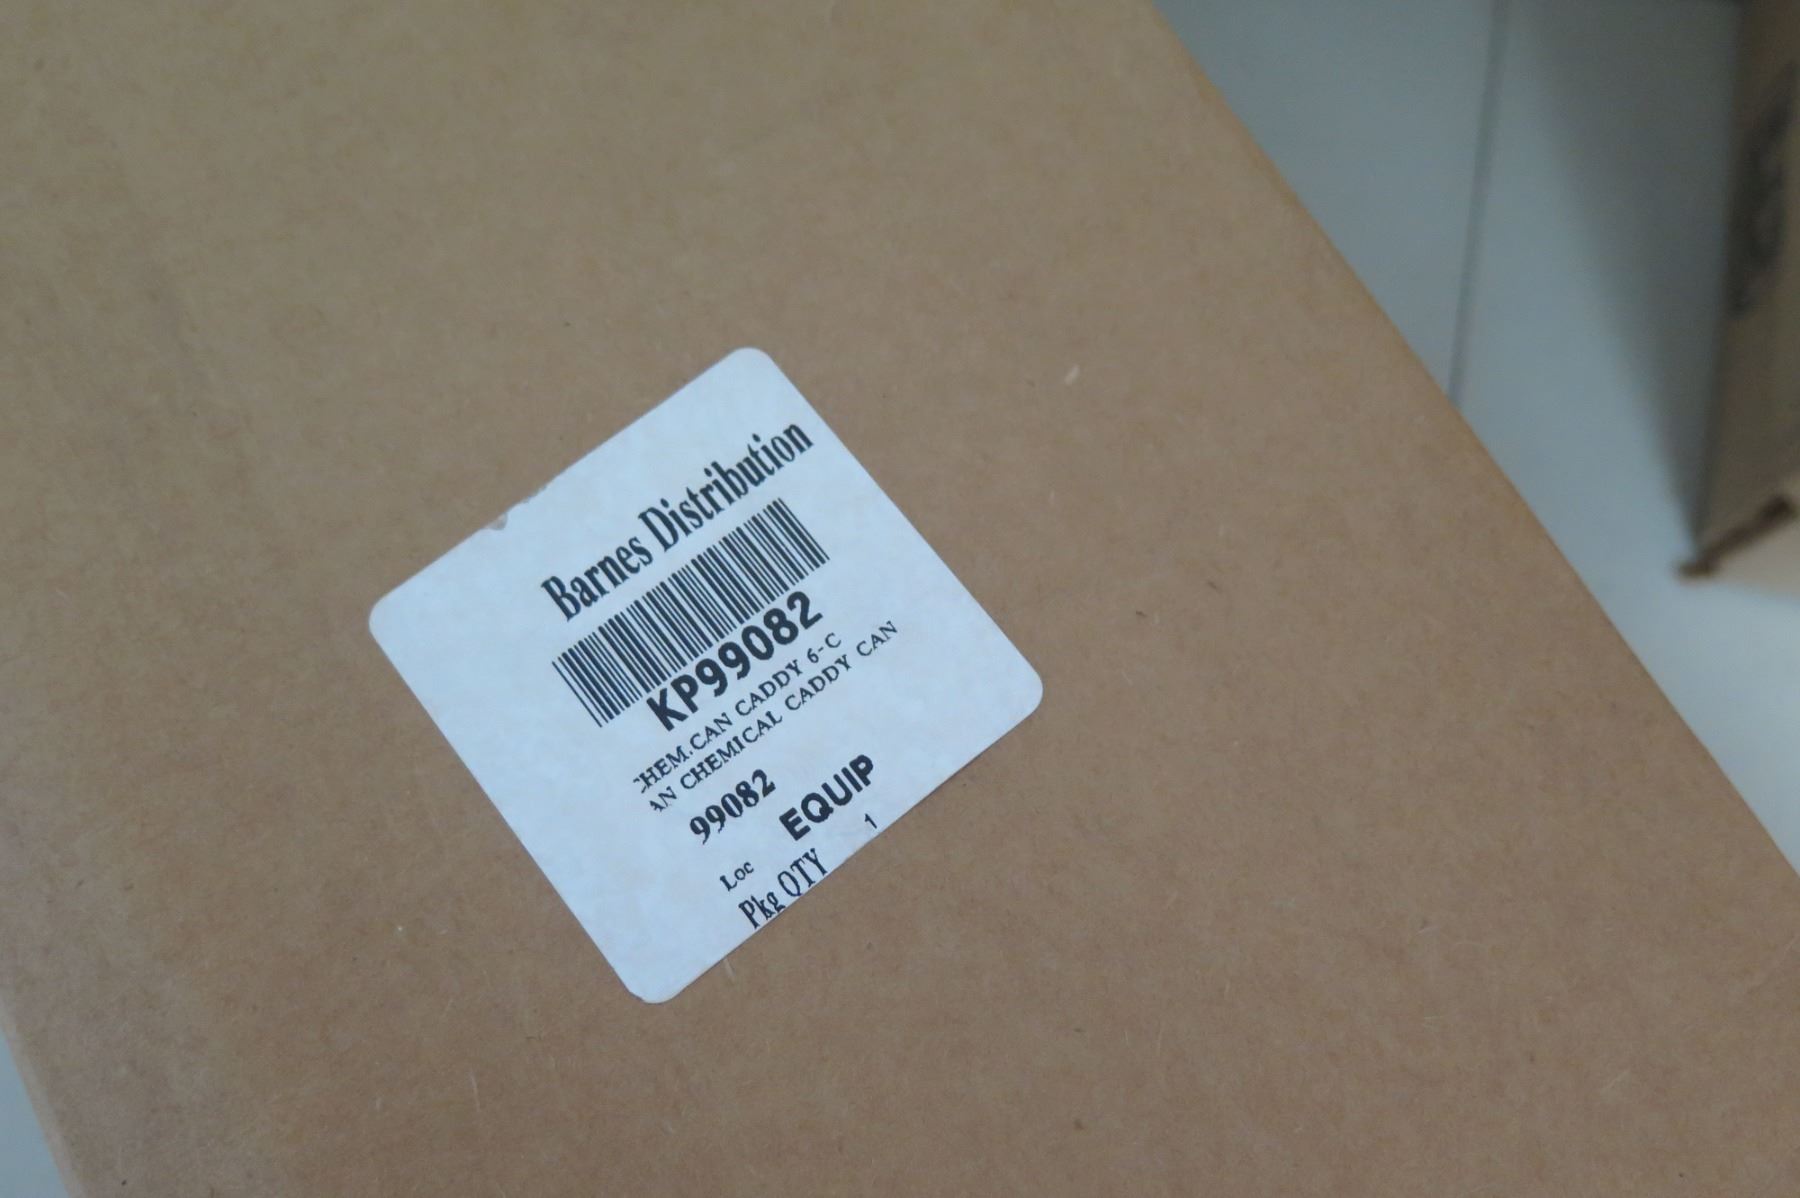 Barnes Distribution
KP99082
CHEM.CAN CADDY 6-C
AN CHEMICAL CADDY CAN
99082
Loc EQUIP
Pkg QTY 1